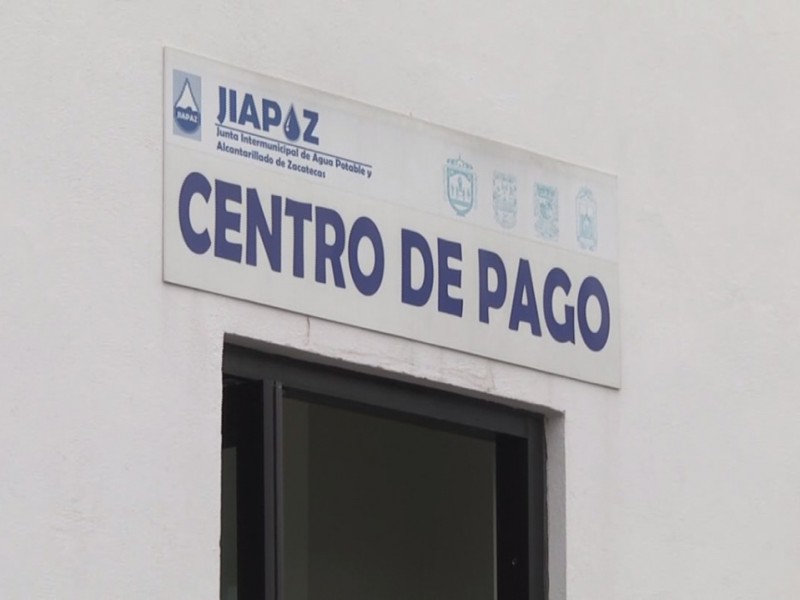 JIAPAZ
JIAPAZ
Junta Intermunicipal de Agua Potable y
Alcantarillado de Zacatecas
CENTRO DE PAGO